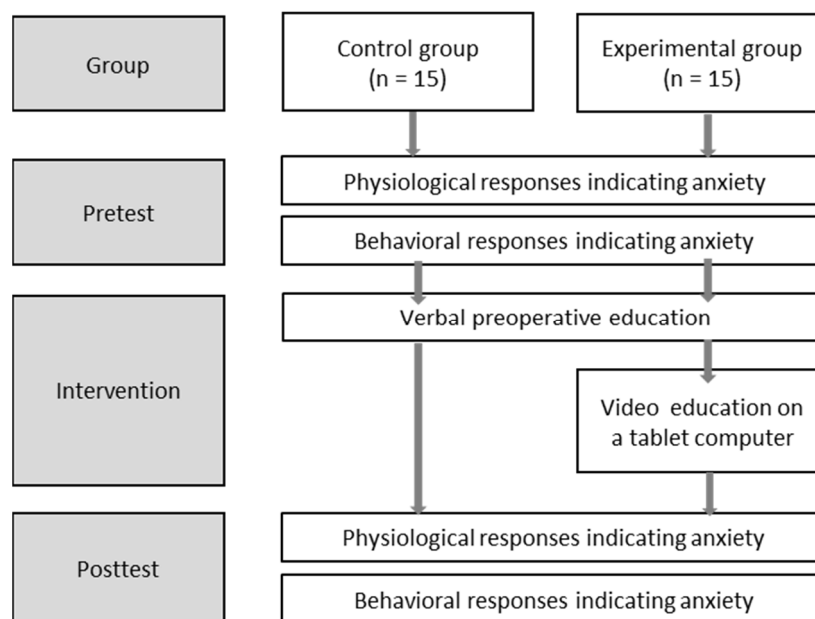 Group
Control group
(n = 15)
Experimental group
(n = 15)
Pretest
Physiological responses indicating anxiety
Behavioral responses indicating anxiety
Intervention
Verbal preoperative education
Video education on
a tablet computer
Posttest
Physiological responses indicating anxiety
Behavioral responses indicating anxiety